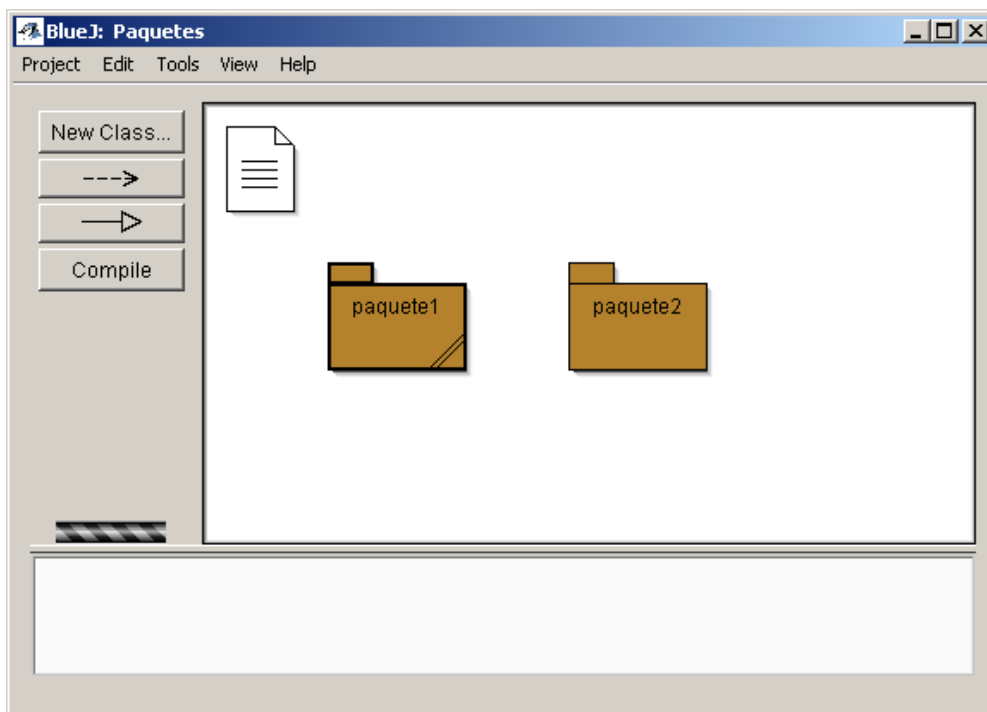 BlueJ: Paquetes
Project Edit Tools View Help
New Class...
Compile
paquete1
paquete2